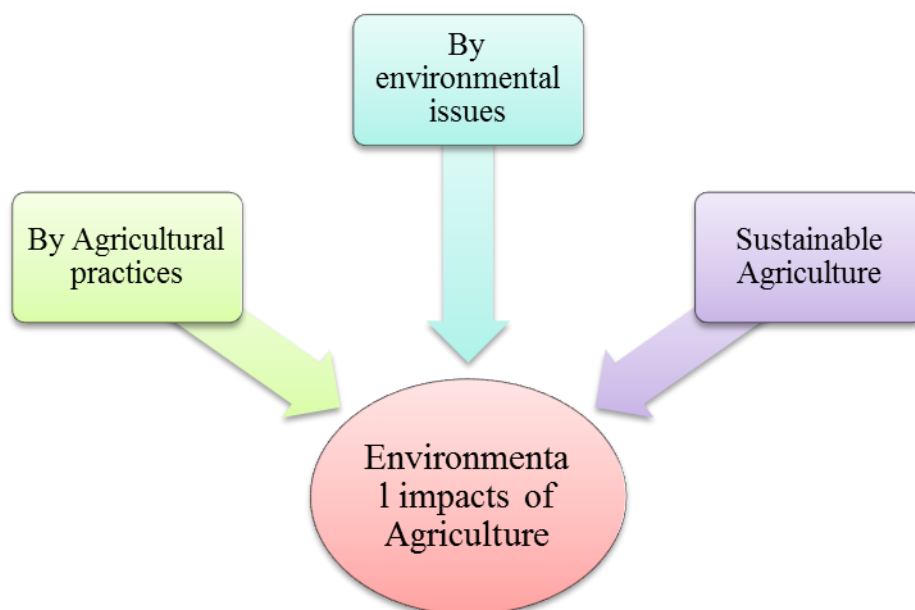 By
environmental
issues
By Agricultural
practices
Sustainable
Agriculture
Environmenta
l impacts of
Agriculture